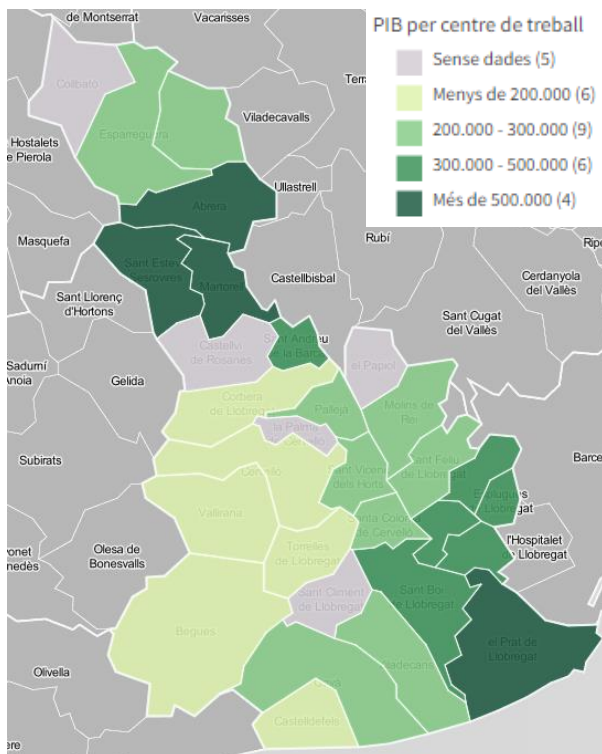 PIB per centre de treball
Sense dades (5)
Menys de 200.000 (6)
200.000 - 300.000 (9)
300.000 - 500.000 (6)
Més de 500.000 (4)
de Montserrat
Vacarisses
Collbató
Terra
Esparreguera
Viladecavalls
Hostalets
de Pierola
Ullastrell
Abrera
Masquefa
Rubí
Ripo
Sant Esteve
Sesrovires
Martorell
Castellbisbal
Cerdanyola
del Vallès
Sant Llorenç
d'Hortons
Sant Cugat
del Vallès
Sant Andreu
de la Barca
Castellví
de Rosanes
el Papiol
Sadurní
Anoia
Gelida
Corbera
de Llobregat
Pallejà
Molins de
Rei
la Palma
de Cervelló
Subirats
Cervelló
Sant Vicenç
dels Horts
Sant Feliu
de Llobregat
Barce
Esplugues
de Llobregat
Vallirana
Santa Coloma
de Cervelló
l'Hospitalet
de Llobregat
Olesa de
Bonesvalls
Torrelles
de Llobregat
Sant Climent
de Llobregat
Sant Boi
de Llobregat
Begues
el Prat de
Llobregat
Olivella
Gavà
Viladecans
Castelldefels